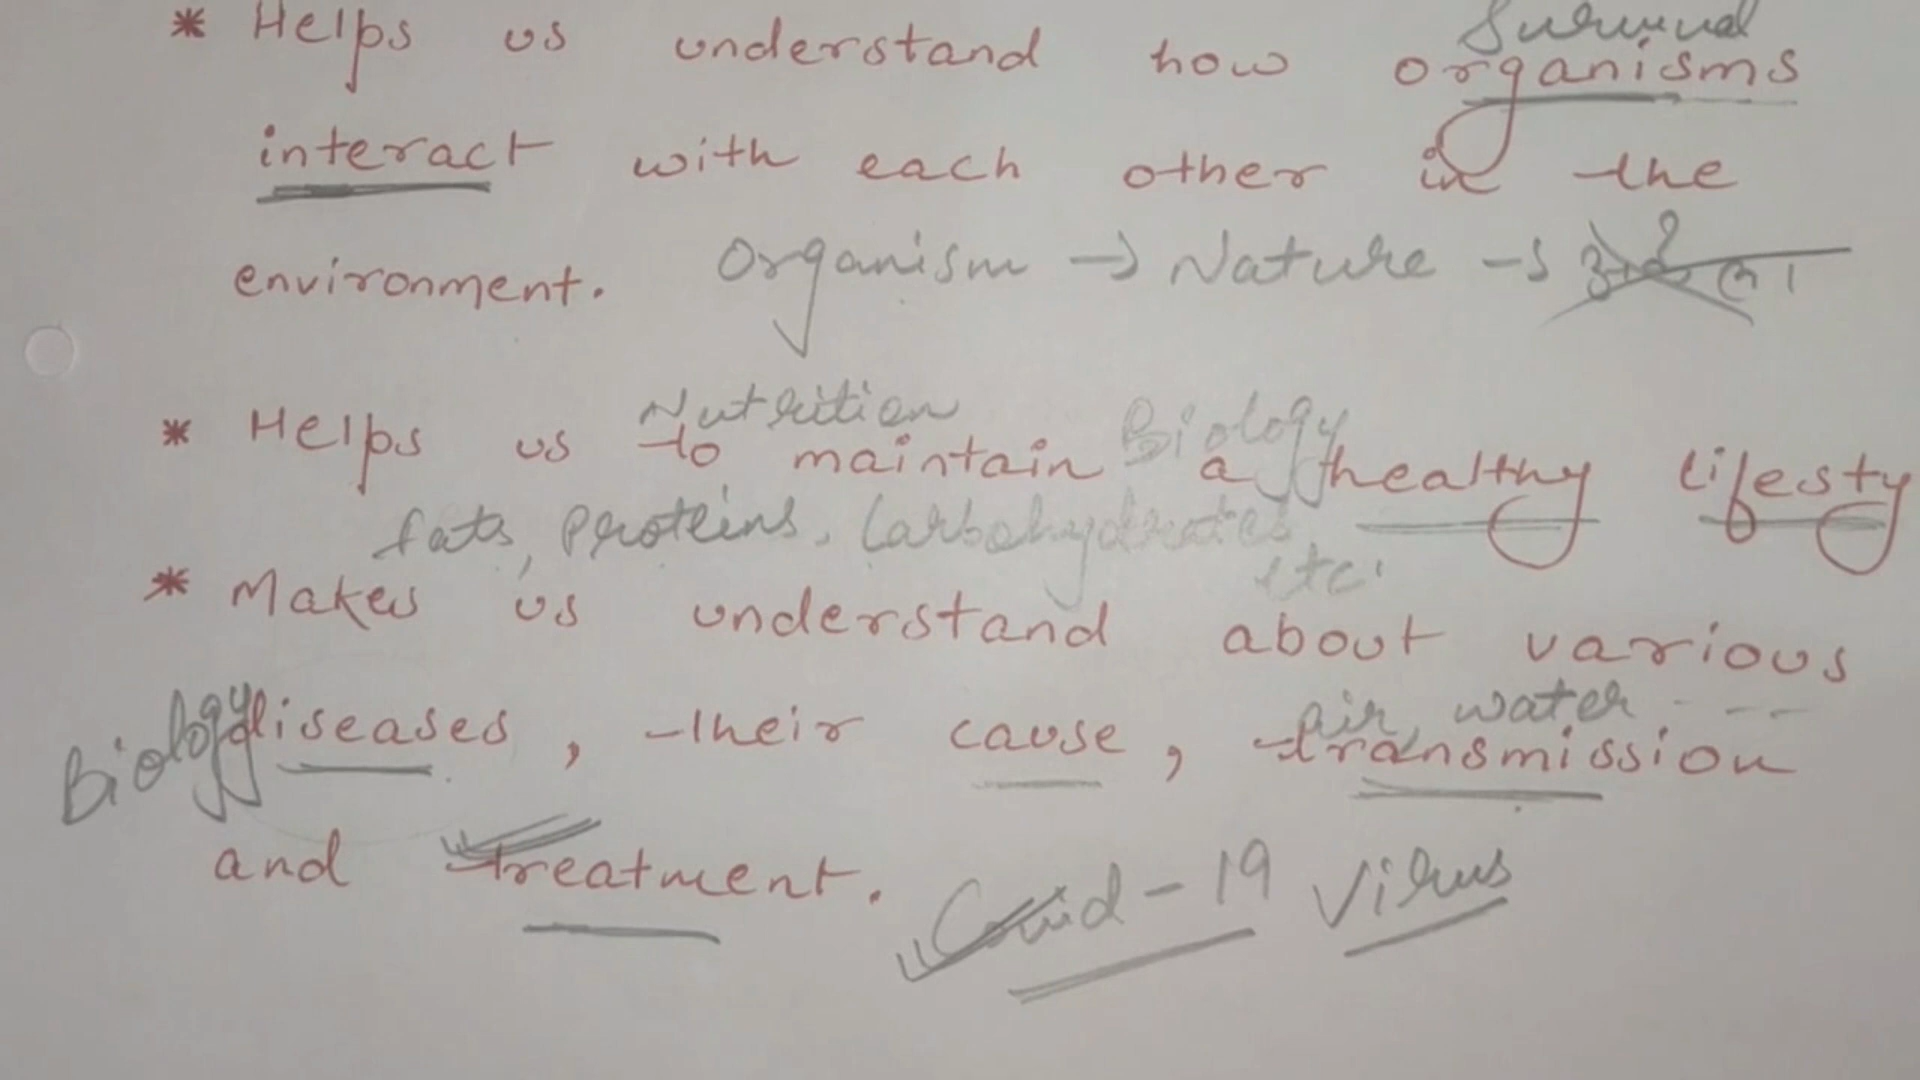 Survival
* Helps us understand how organisms
interact with each other in the
environment. Organism → Nature →
Nutrition Biology
* Helps us to maintain a healthy lifesty
fats, Proteins, Carbohydrates
etc.
* Makes us understand about various
air, water - --
Biology diseases, their cause, transmission
and treatment. Covid-19 Virus